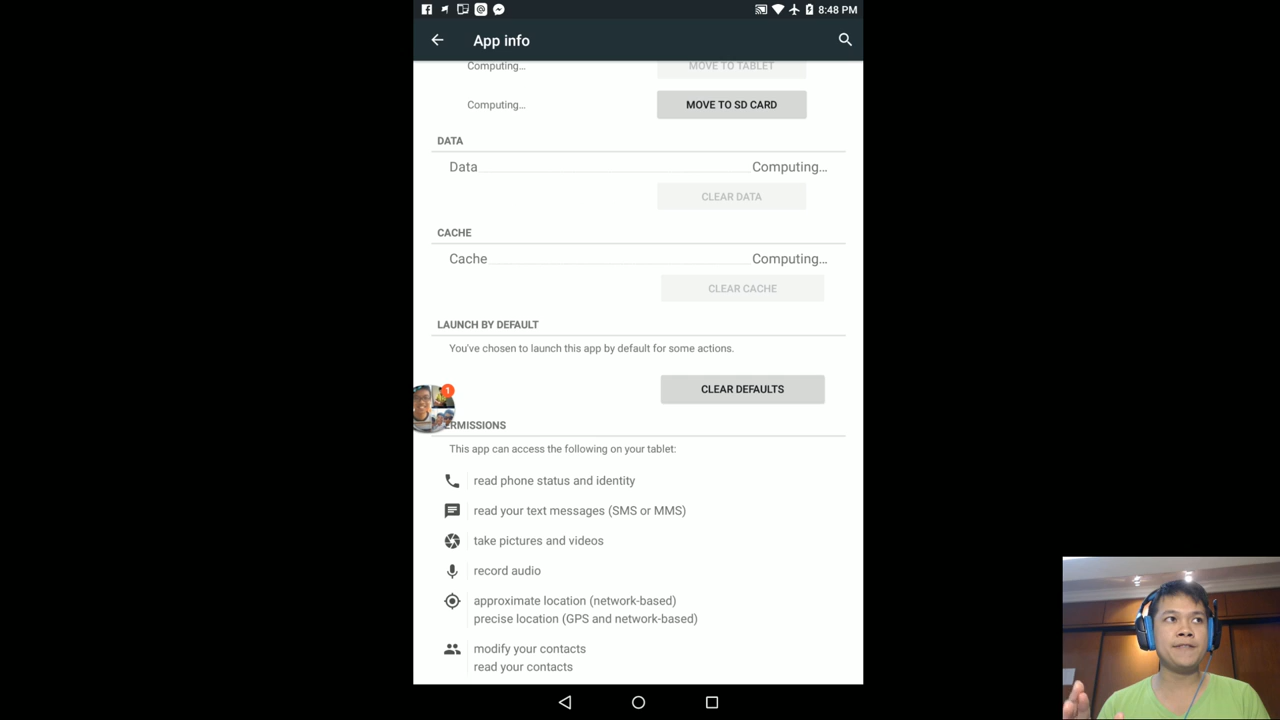 8:48 PM
App info
Computing...
MOVE TO TABLET
Computing...
MOVE TO SD CARD
DATA
Data
Computing...
CLEAR DATA
CACHE
Cache
Computing...
CLEAR CACHE
LAUNCH BY DEFAULT
You've chosen to launch this app by default for some actions.
CLEAR DEFAULTS
1
ERMISSIONS
This app can access the following on your tablet:
read phone status and identity
read your text messages (SMS or MMS)
take pictures and videos
record audio
approximate location (network-based)
precise location (GPS and network-based)
modify your contacts
read your contacts